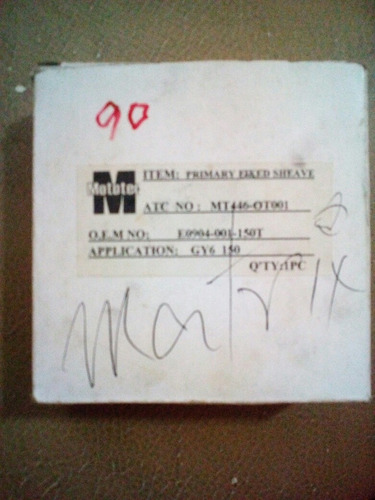 90
M
Mototec
ITEM: PRIMARY FIXED SHEAVE
ATC NO: MT446-OT001
O.E.M NO: E0904-001-150T
APPLICATION: GY6 150
Q'TY:1PC
Matrix